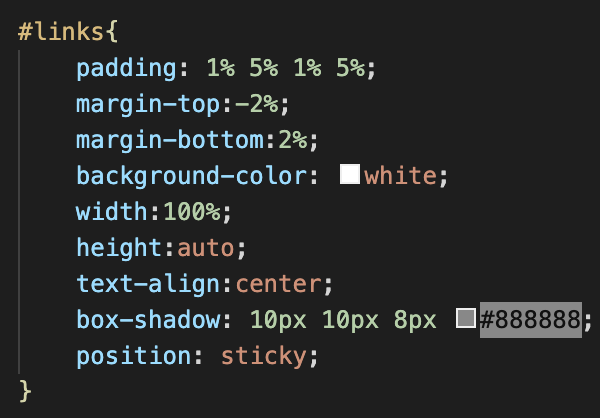 #links{
    padding: 1% 5% 1% 5%;
    margin-top:-2%;
    margin-bottom:2%;
    background-color: white;
    width:100%;
    height:auto;
    text-align:center;
    box-shadow: 10px 10px 8px #888888;
    position: sticky;
}